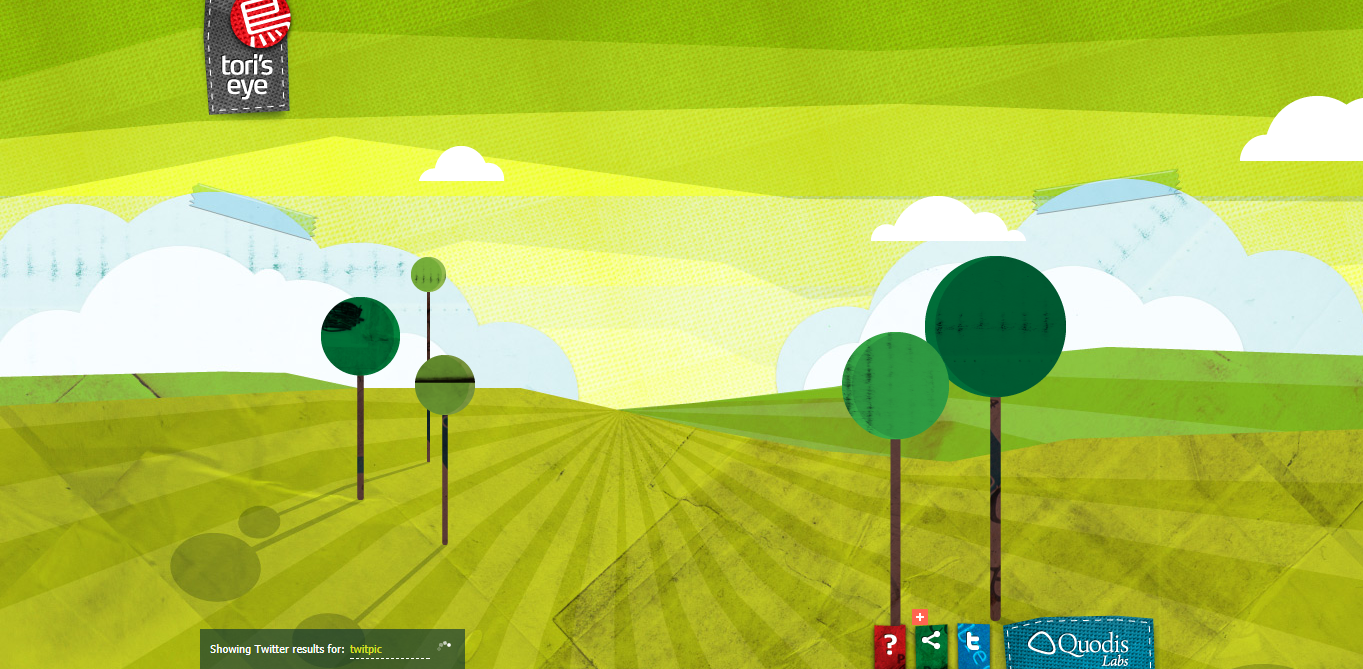 tori's
eye
Showing Twitter results for: twitpic
?
+
t
Quodis
Labs